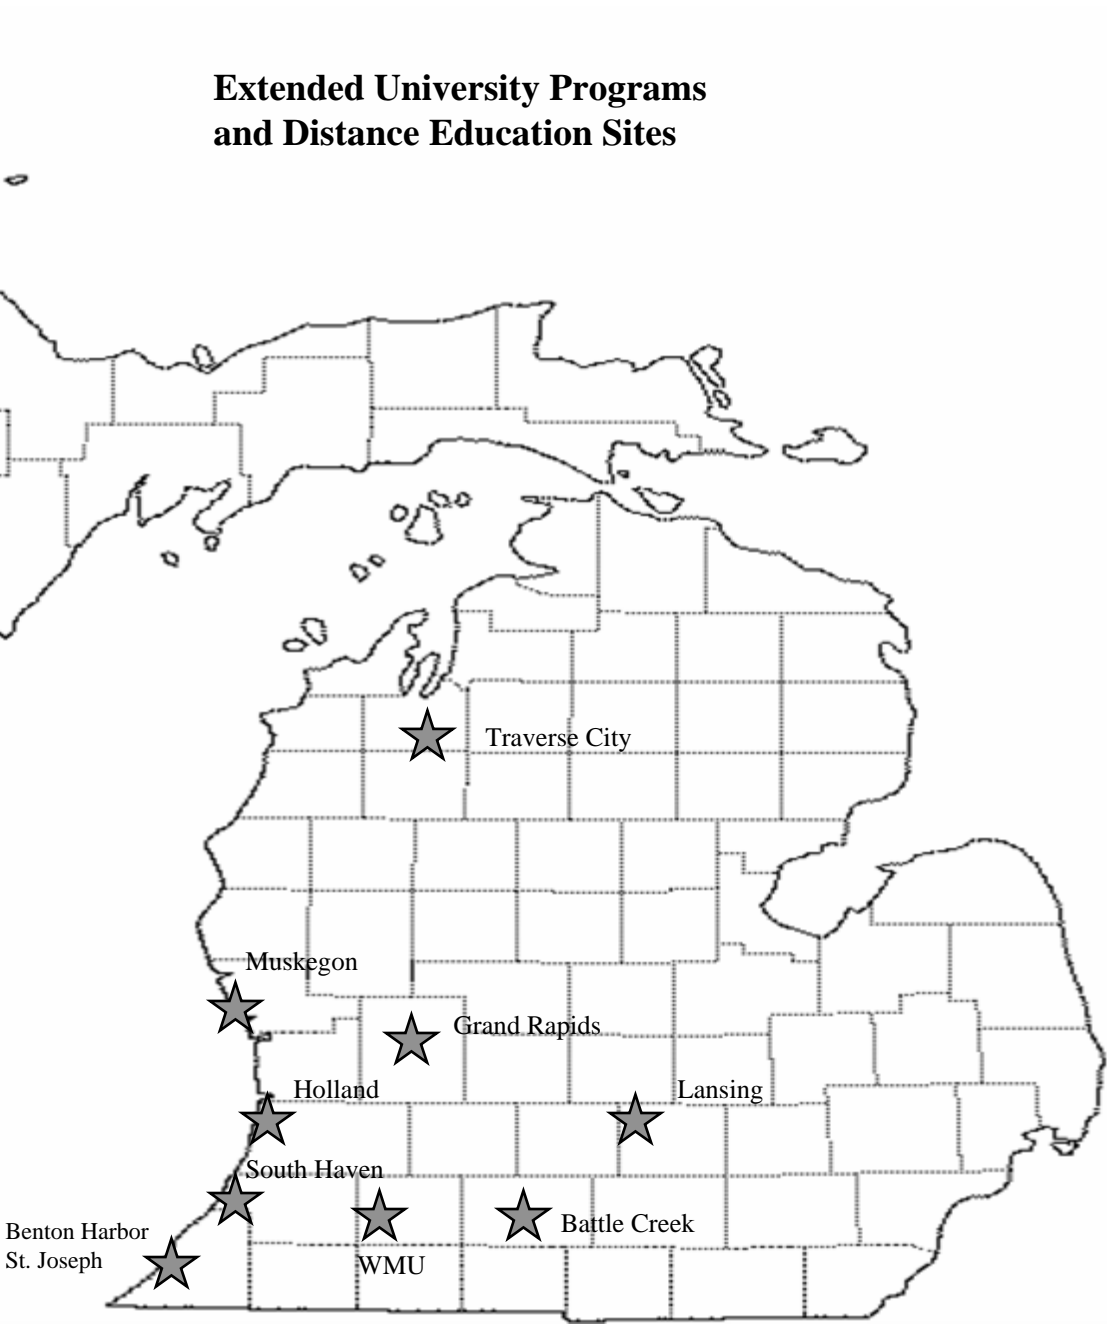 Extended University Programs
and Distance Education Sites
Traverse City
Muskegon
Grand Rapids
Holland
Lansing
South Haven
Battle Creek
Benton Harbor
St. Joseph
WMU